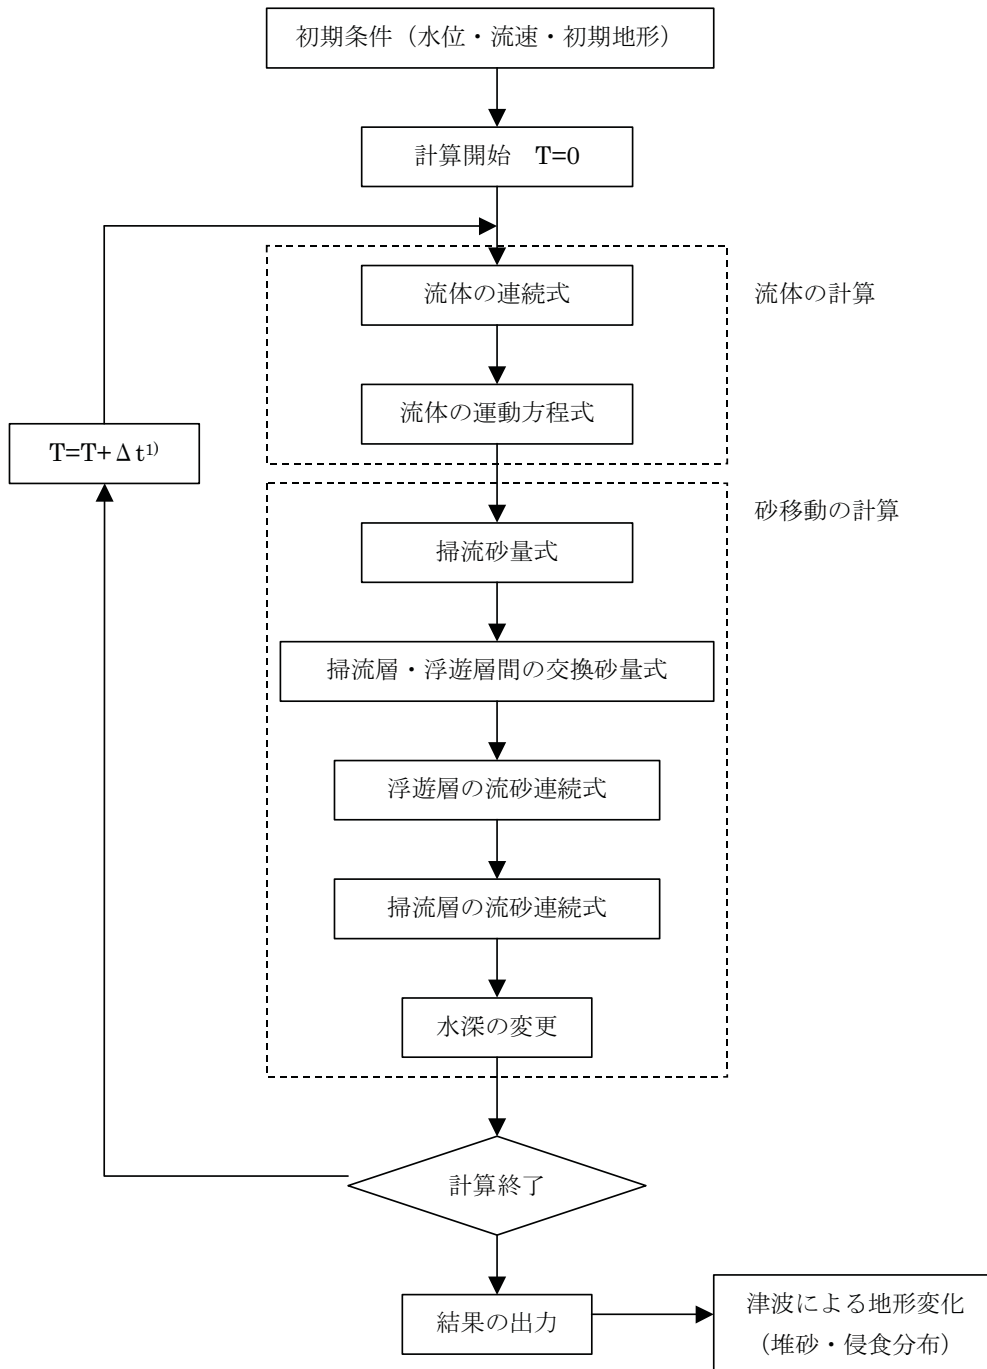 初期条件（水位・流速・初期地形）
計算開始　T=0
流体の連続式
流体の計算
流体の運動方程式
T=T+Δt1)
砂移動の計算
掃流砂量式
掃流層・浮遊層間の交換砂量式
浮遊層の流砂連続式
掃流層の流砂連続式
水深の変更
計算終了
結果の出力
津波による地形変化
（堆砂・侵食分布）